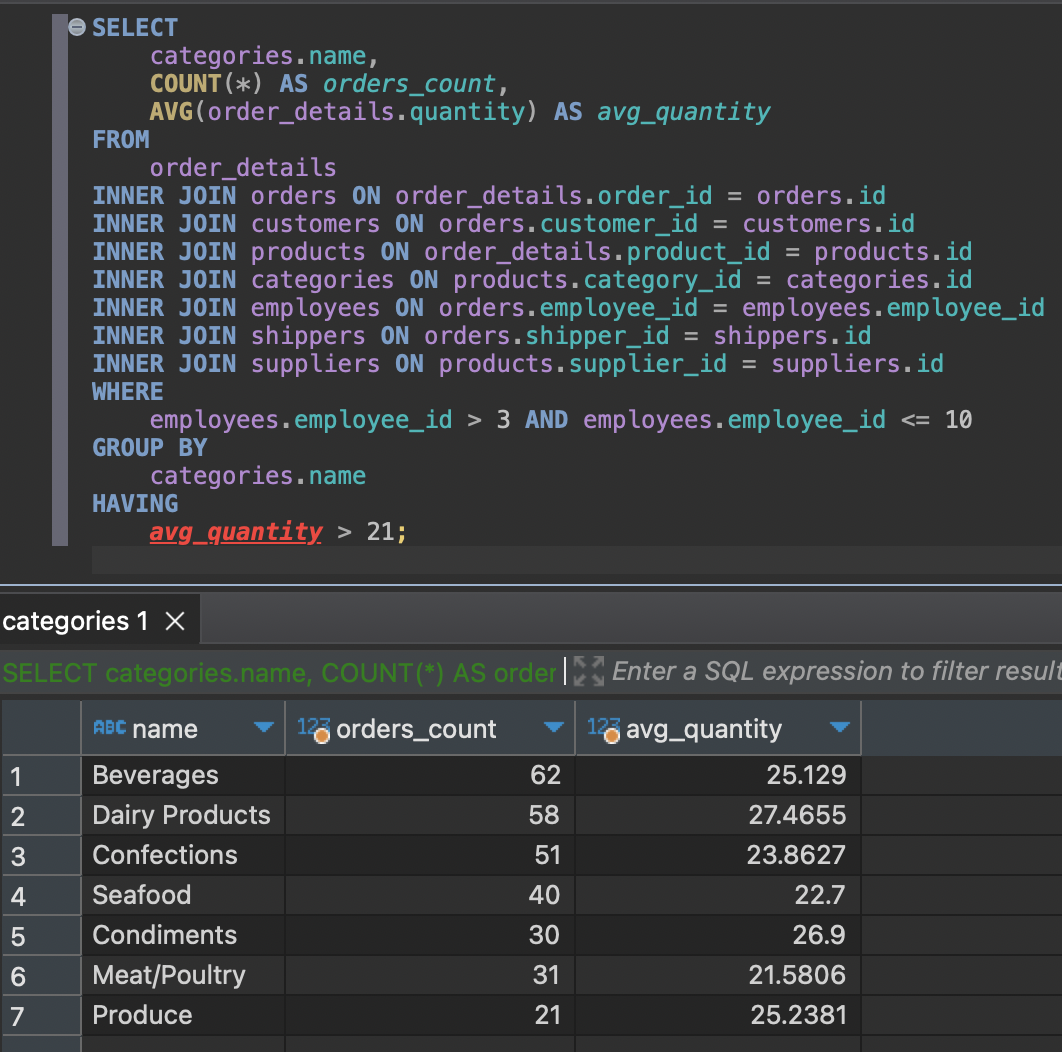 SELECT
categories.name,
COUNT(*) AS orders_count,
AVG(order_details.quantity) AS avg_quantity
FROM
order_details
INNER JOIN orders ON order_details.order_id = orders.id
INNER JOIN customers ON orders.customer_id = customers.id
INNER JOIN products ON order_details.product_id = products.id
INNER JOIN categories ON products.category_id = categories.id
INNER JOIN employees ON orders.employee_id = employees.employee_id
INNER JOIN shippers ON orders.shipper_id = shippers.id
INNER JOIN suppliers ON products.supplier_id = suppliers.id
WHERE
employees.employee_id > 3 AND employees.employee_id <= 10
GROUP BY
categories.name
HAVING
avg_quantity > 21;
categories 1
SELECT categories.name, COUNT(*) AS order Enter a SQL expression to filter result
ABC name 123 orders_count 123 avg_quantity
1 Beverages 62 25.129
2 Dairy Products 58 27.4655
3 Confections 51 23.8627
4 Seafood 40 22.7
5 Condiments 30 26.9
6 Meat/Poultry 31 21.5806
7 Produce 21 25.2381